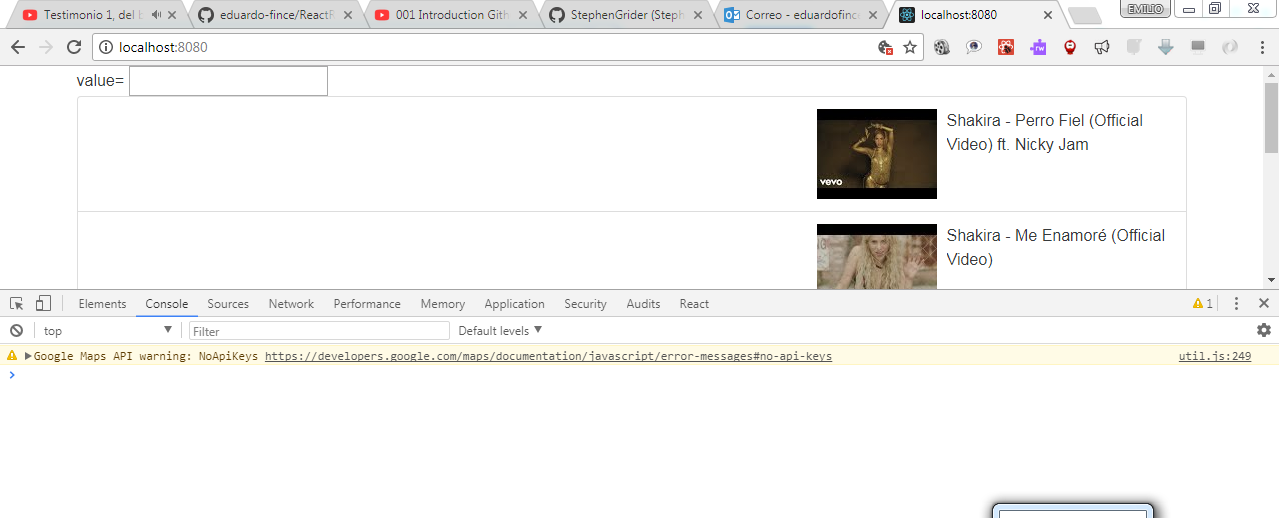 Testimonio 1, del b
eduardo-fince/ReactR
001 Introduction Gith
StephenGrider (Steph
Correo - eduardofince
localhost:8080
EMILIO
localhost:8080
value=
Shakira - Perro Fiel (Official
Video) ft. Nicky Jam
vevo
Shakira - Me Enamoré (Official
Video)
Elements Console Sources Network Performance Memory Application Security Audits React
1
top
Filter
Default levels
Google Maps API warning: NoApiKeys https://developers.google.com/maps/documentation/javascript/error-messages#no-api-keys
util.js:249